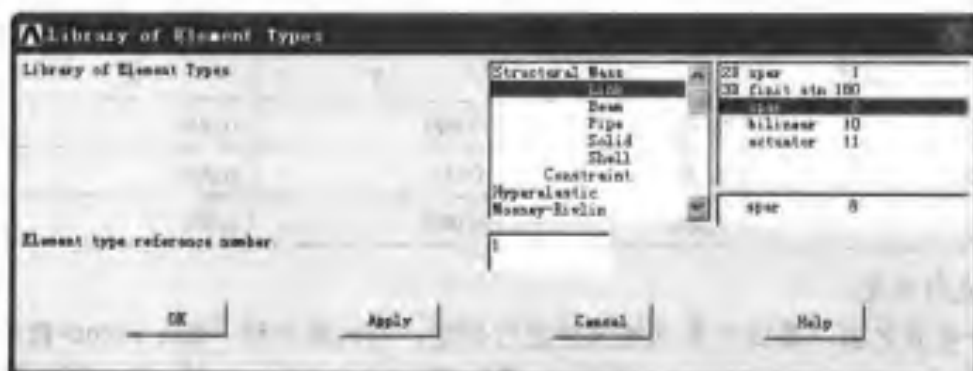 Library of Element Types
Library of Element Types
Structural Mass
Link
Beam
Pipe
Solid
Shell
Constraint
Hyperelastic
Mooney-Rivlin
2D spar 1
3D finit stn 180
spar 8
bilinear 10
actuator 11
spar 8
Element type reference number
1
OK
Apply
Cancel
Help